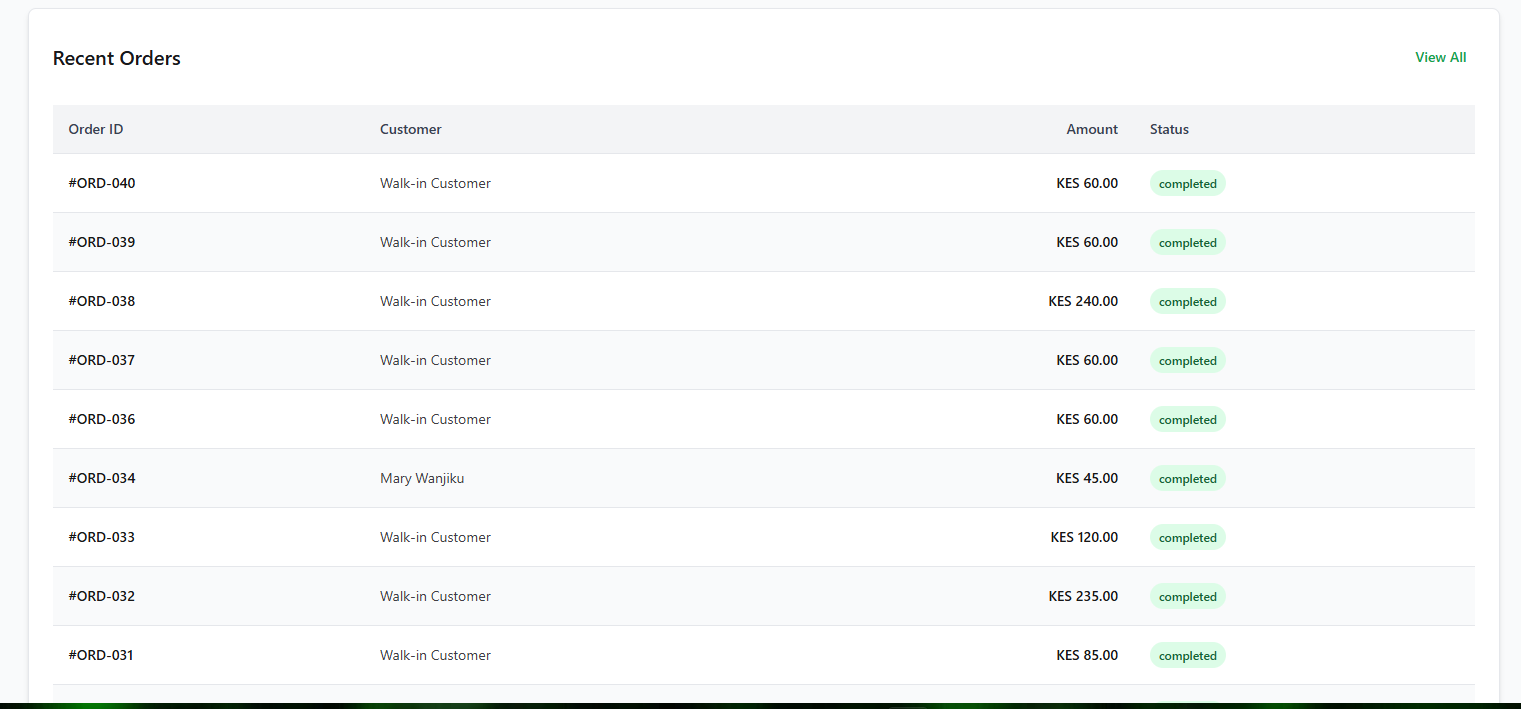 Recent Orders
View All
Order ID Customer Amount Status
#ORD-040 Walk-in Customer KES 60.00 completed
#ORD-039 Walk-in Customer KES 60.00 completed
#ORD-038 Walk-in Customer KES 240.00 completed
#ORD-037 Walk-in Customer KES 60.00 completed
#ORD-036 Walk-in Customer KES 60.00 completed
#ORD-034 Mary Wanjiku KES 45.00 completed
#ORD-033 Walk-in Customer KES 120.00 completed
#ORD-032 Walk-in Customer KES 235.00 completed
#ORD-031 Walk-in Customer KES 85.00 completed